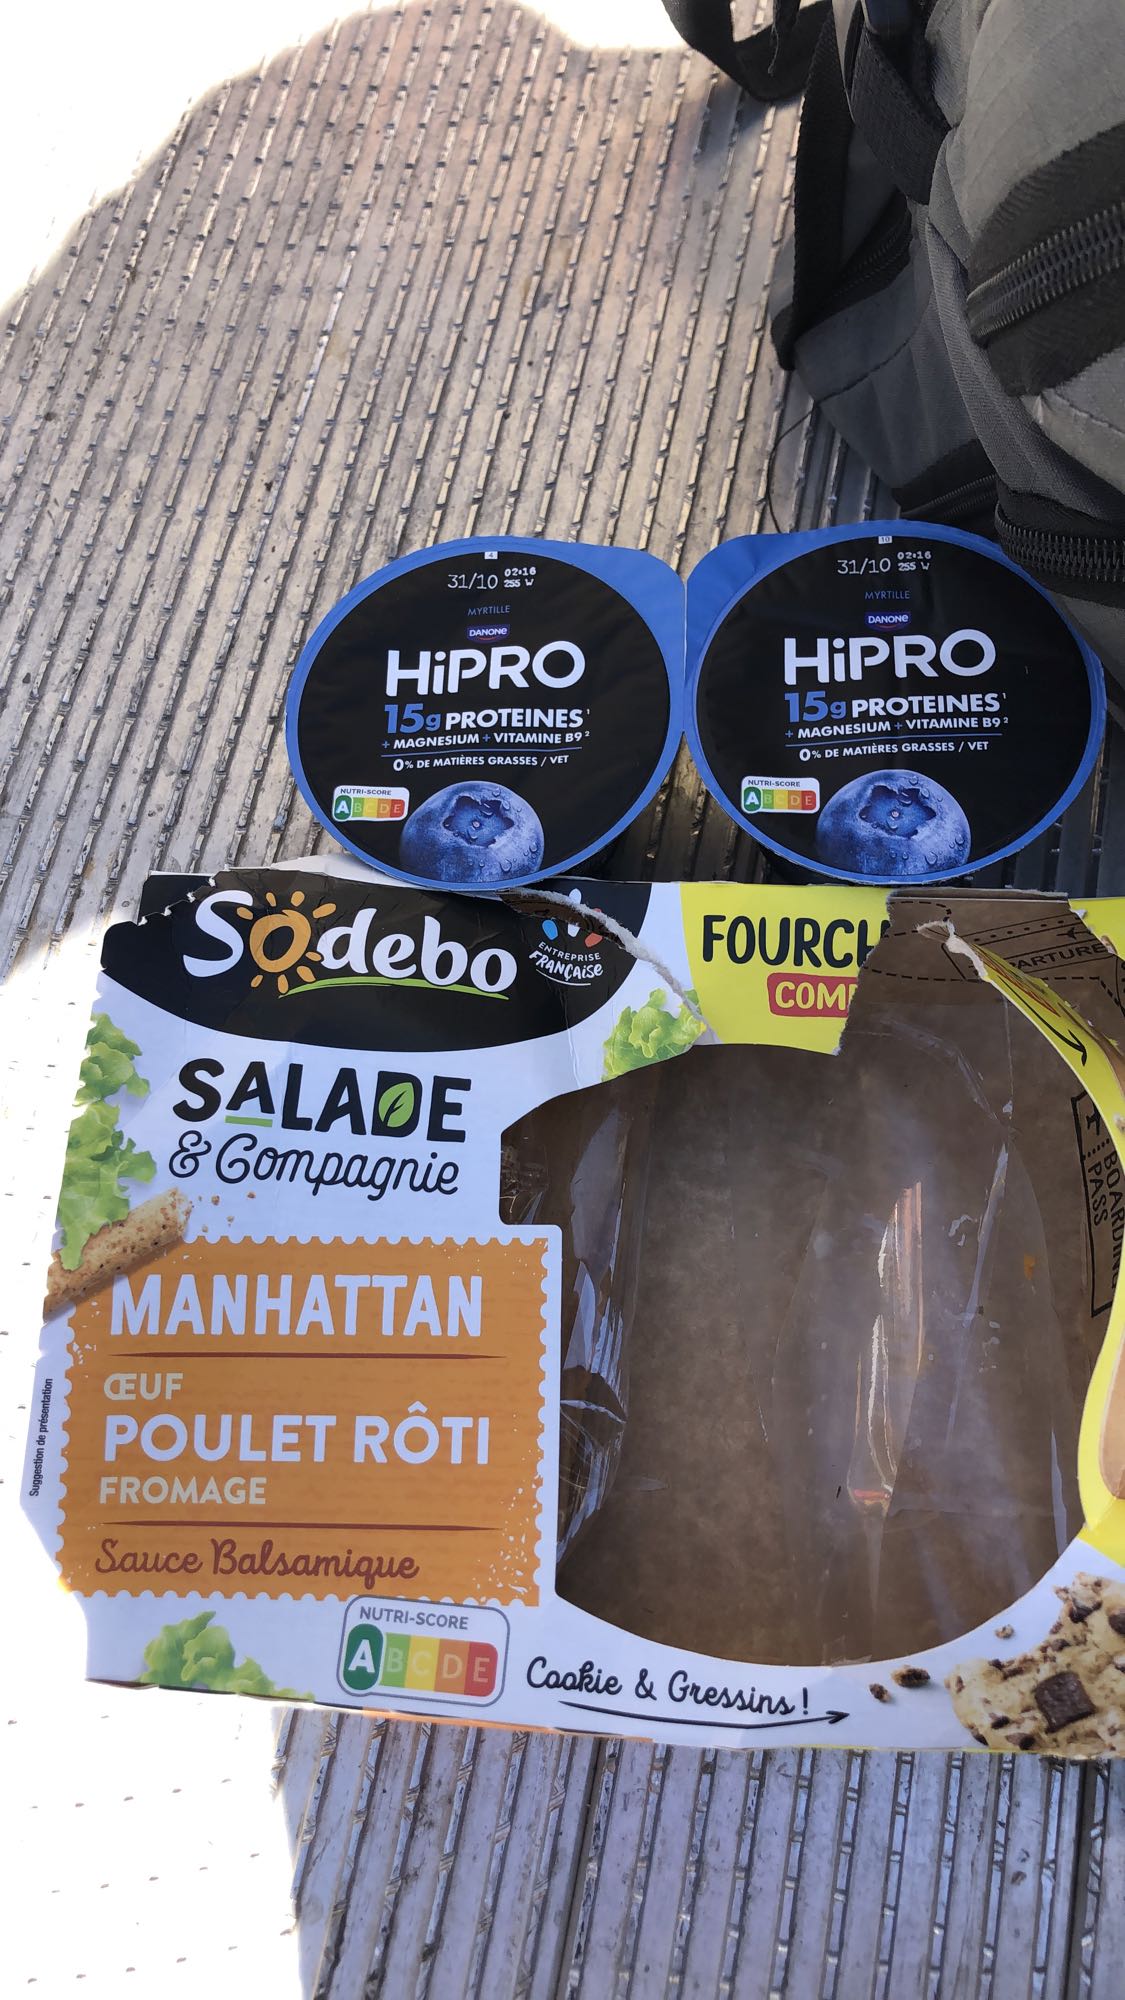 4
31/10 02:16
255 W
MYRTILLE
DANONE
HiPRO
15g PROTEINES¹
+ MAGNESIUM + VITAMINE B9²
0% DE MATIÈRES GRASSES / VET
NUTRI-SCORE
A B C D E
10
31/10 02:16
255 W
MYRTILLE
DANONE
HiPRO
15g PROTEINES¹
+ MAGNESIUM + VITAMINE B9²
0% DE MATIÈRES GRASSES / VET
NUTRI-SCORE
A B C D E
Sodebo
ENTREPRISE
FRANÇAISE
FOURCH
COMP
ARTURE
BOARDING
PASS
SALADE
& Compagnie
MANHATTAN
ŒUF
POULET RÔTI
FROMAGE
Sauce Balsamique
Suggestion de présentation
NUTRI-SCORE
A B C D E
Cookie & Gressins !